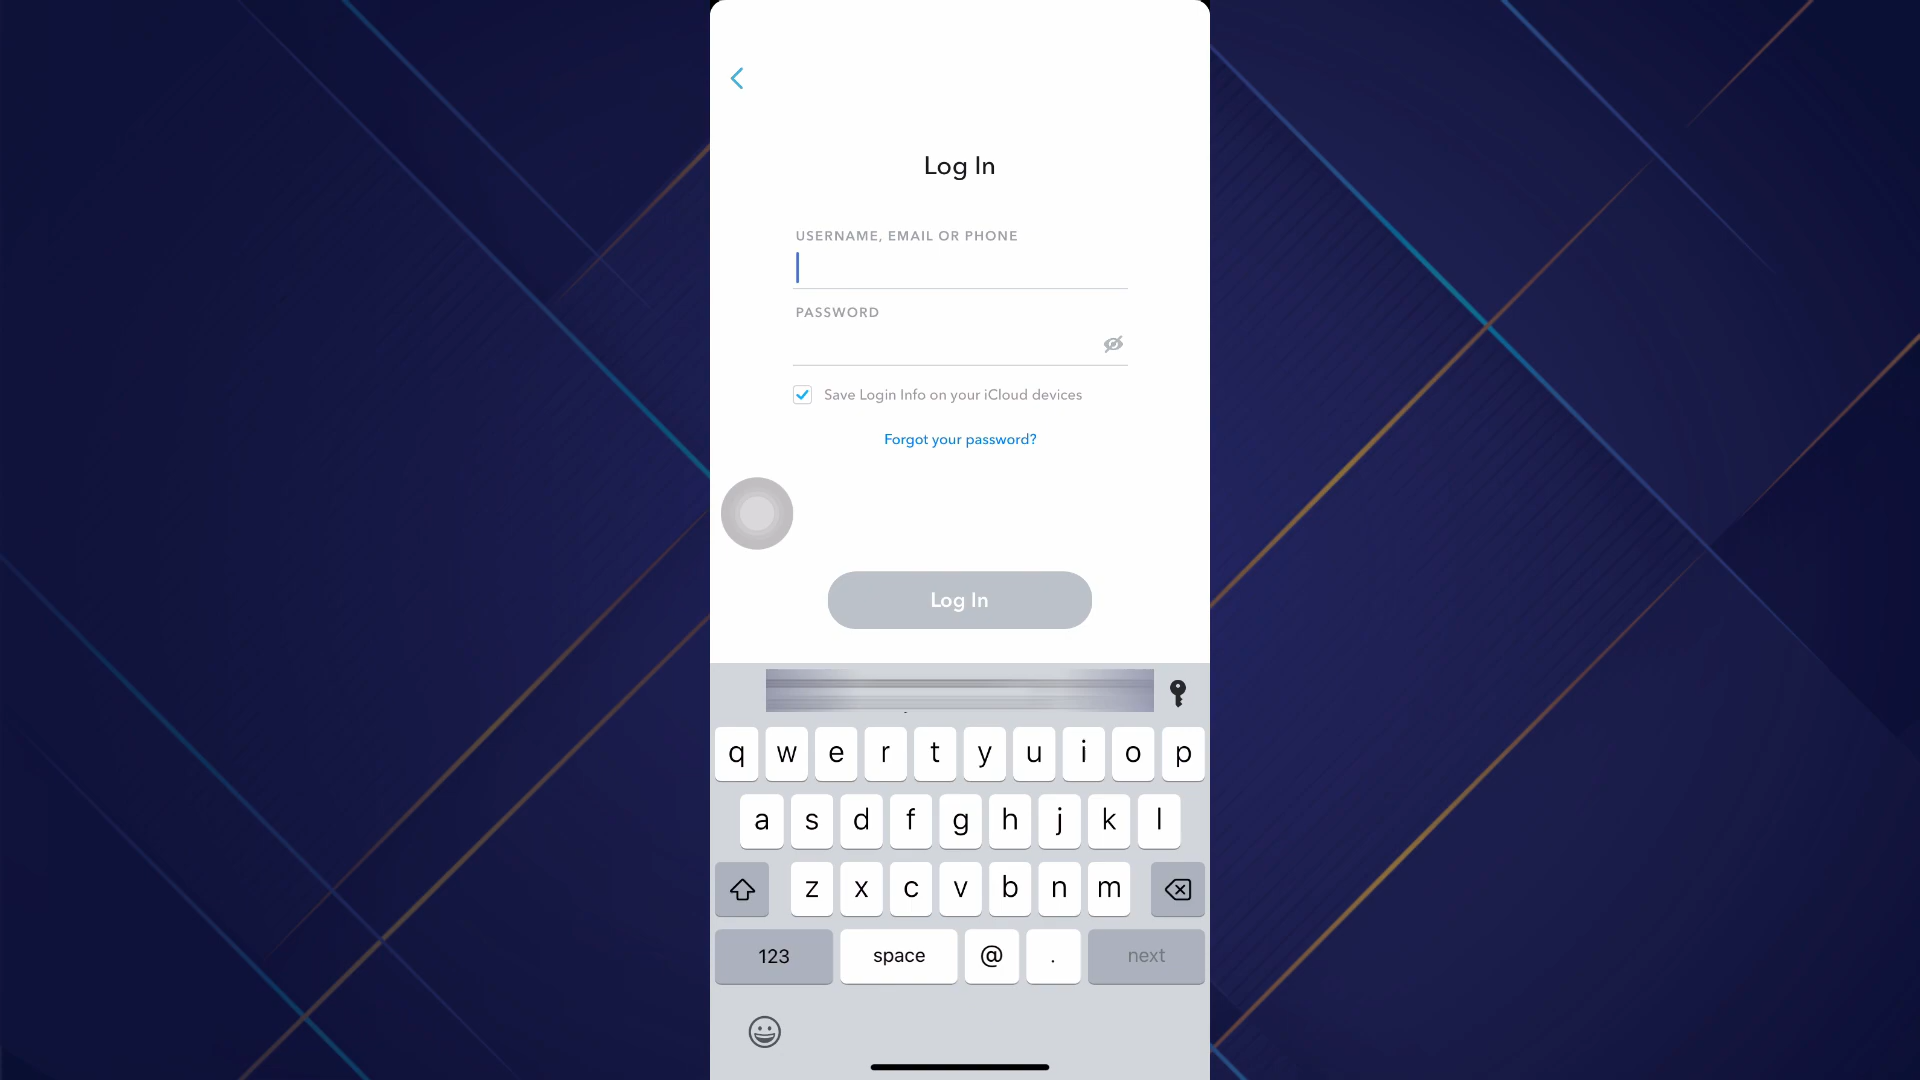 Log In
USERNAME, EMAIL OR PHONE
PASSWORD
Save Login Info on your iCloud devices
Forgot your password?
Log In
q w e r t y u i o p
a s d f g h j k l
z x c v b n m
123 space @ . next